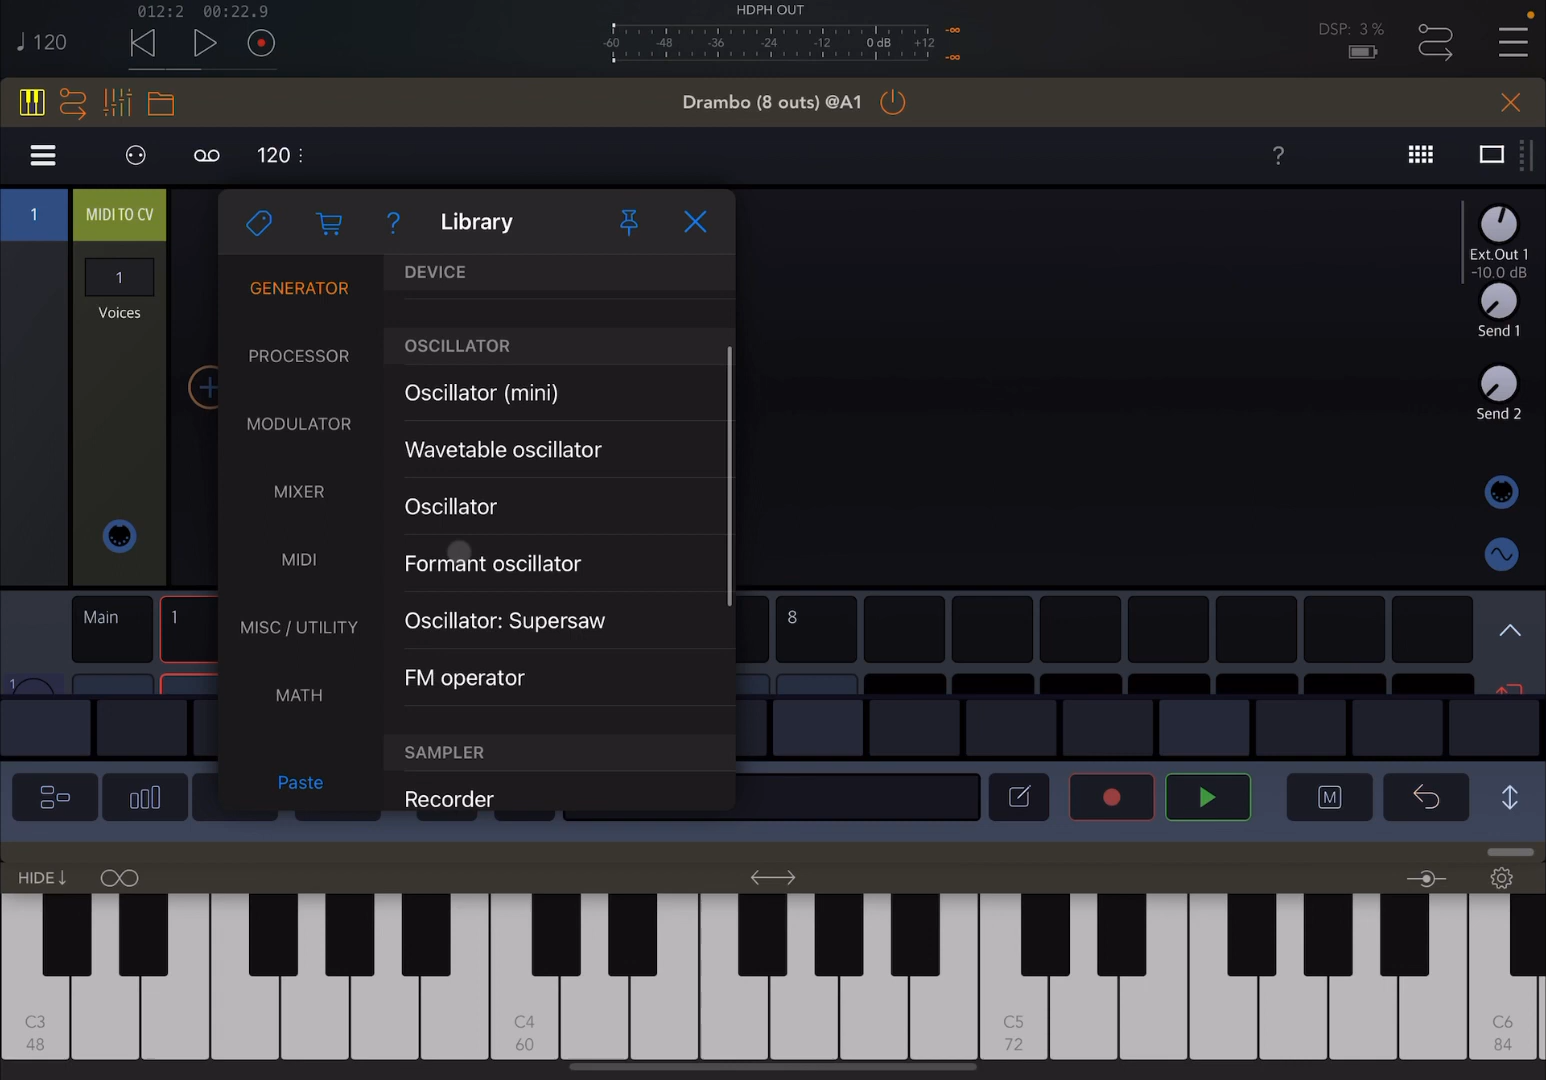 012:2 00:22.9
HDPH OUT
♩ 120
-60 -48 -36 -24 -12 0 dB +12
-∞
-∞
DSP: 3 %
Drambo (8 outs) @A1
120
?
1
MIDI TO CV
1
Voices
? Library
GENERATOR
PROCESSOR
MODULATOR
MIXER
MIDI
MISC / UTILITY
MATH
Paste
DEVICE
OSCILLATOR
Oscillator (mini)
Wavetable oscillator
Oscillator
Formant oscillator
Oscillator: Supersaw
FM operator
SAMPLER
Recorder
Ext.Out 1
-10.0 dB
Send 1
Send 2
Main 1 8
1
M
HIDE↓
C3 C4 C5 C6
48 60 72 84